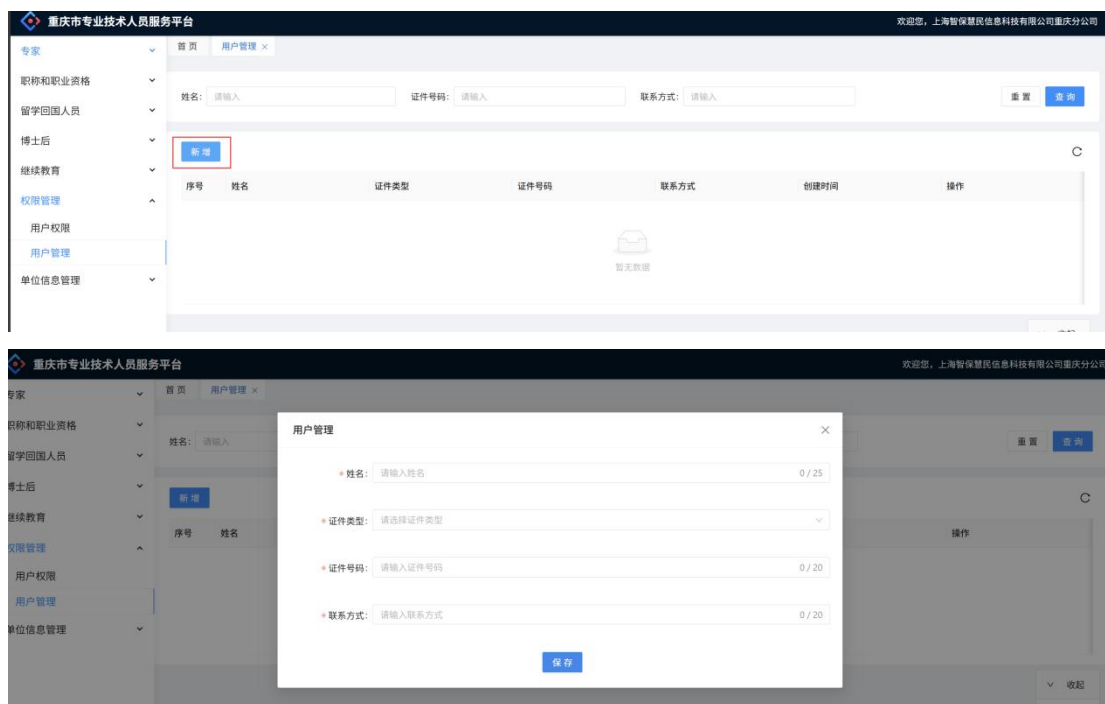 重庆市专业技术人员服务平台
欢迎您，上海智保慧民信息科技有限公司重庆分公司
专家
职称和职业资格
留学回国人员
博士后
继续教育
权限管理
用户权限
用户管理
单位信息管理
首页 用户管理 ×
姓名: 请输入 证件号码: 请输入 联系方式: 请输入 重置 查询
新增
序号 姓名 证件类型 证件号码 联系方式 创建时间 操作
暂无数据
重庆市专业技术人员服务平台
欢迎您，上海智保慧民信息科技有限公司重庆分公司
专家
职称和职业资格
留学回国人员
博士后
继续教育
权限管理
用户权限
用户管理
单位信息管理
首页 用户管理 ×
姓名: 请输入 重置 查询
新增
序号 姓名 操作
用户管理 ×
* 姓名: 请输入姓名 0 / 25
* 证件类型: 请选择证件类型
* 证件号码: 请输入证件号码 0 / 20
* 联系方式: 请输入联系方式 0 / 20
保存
收起